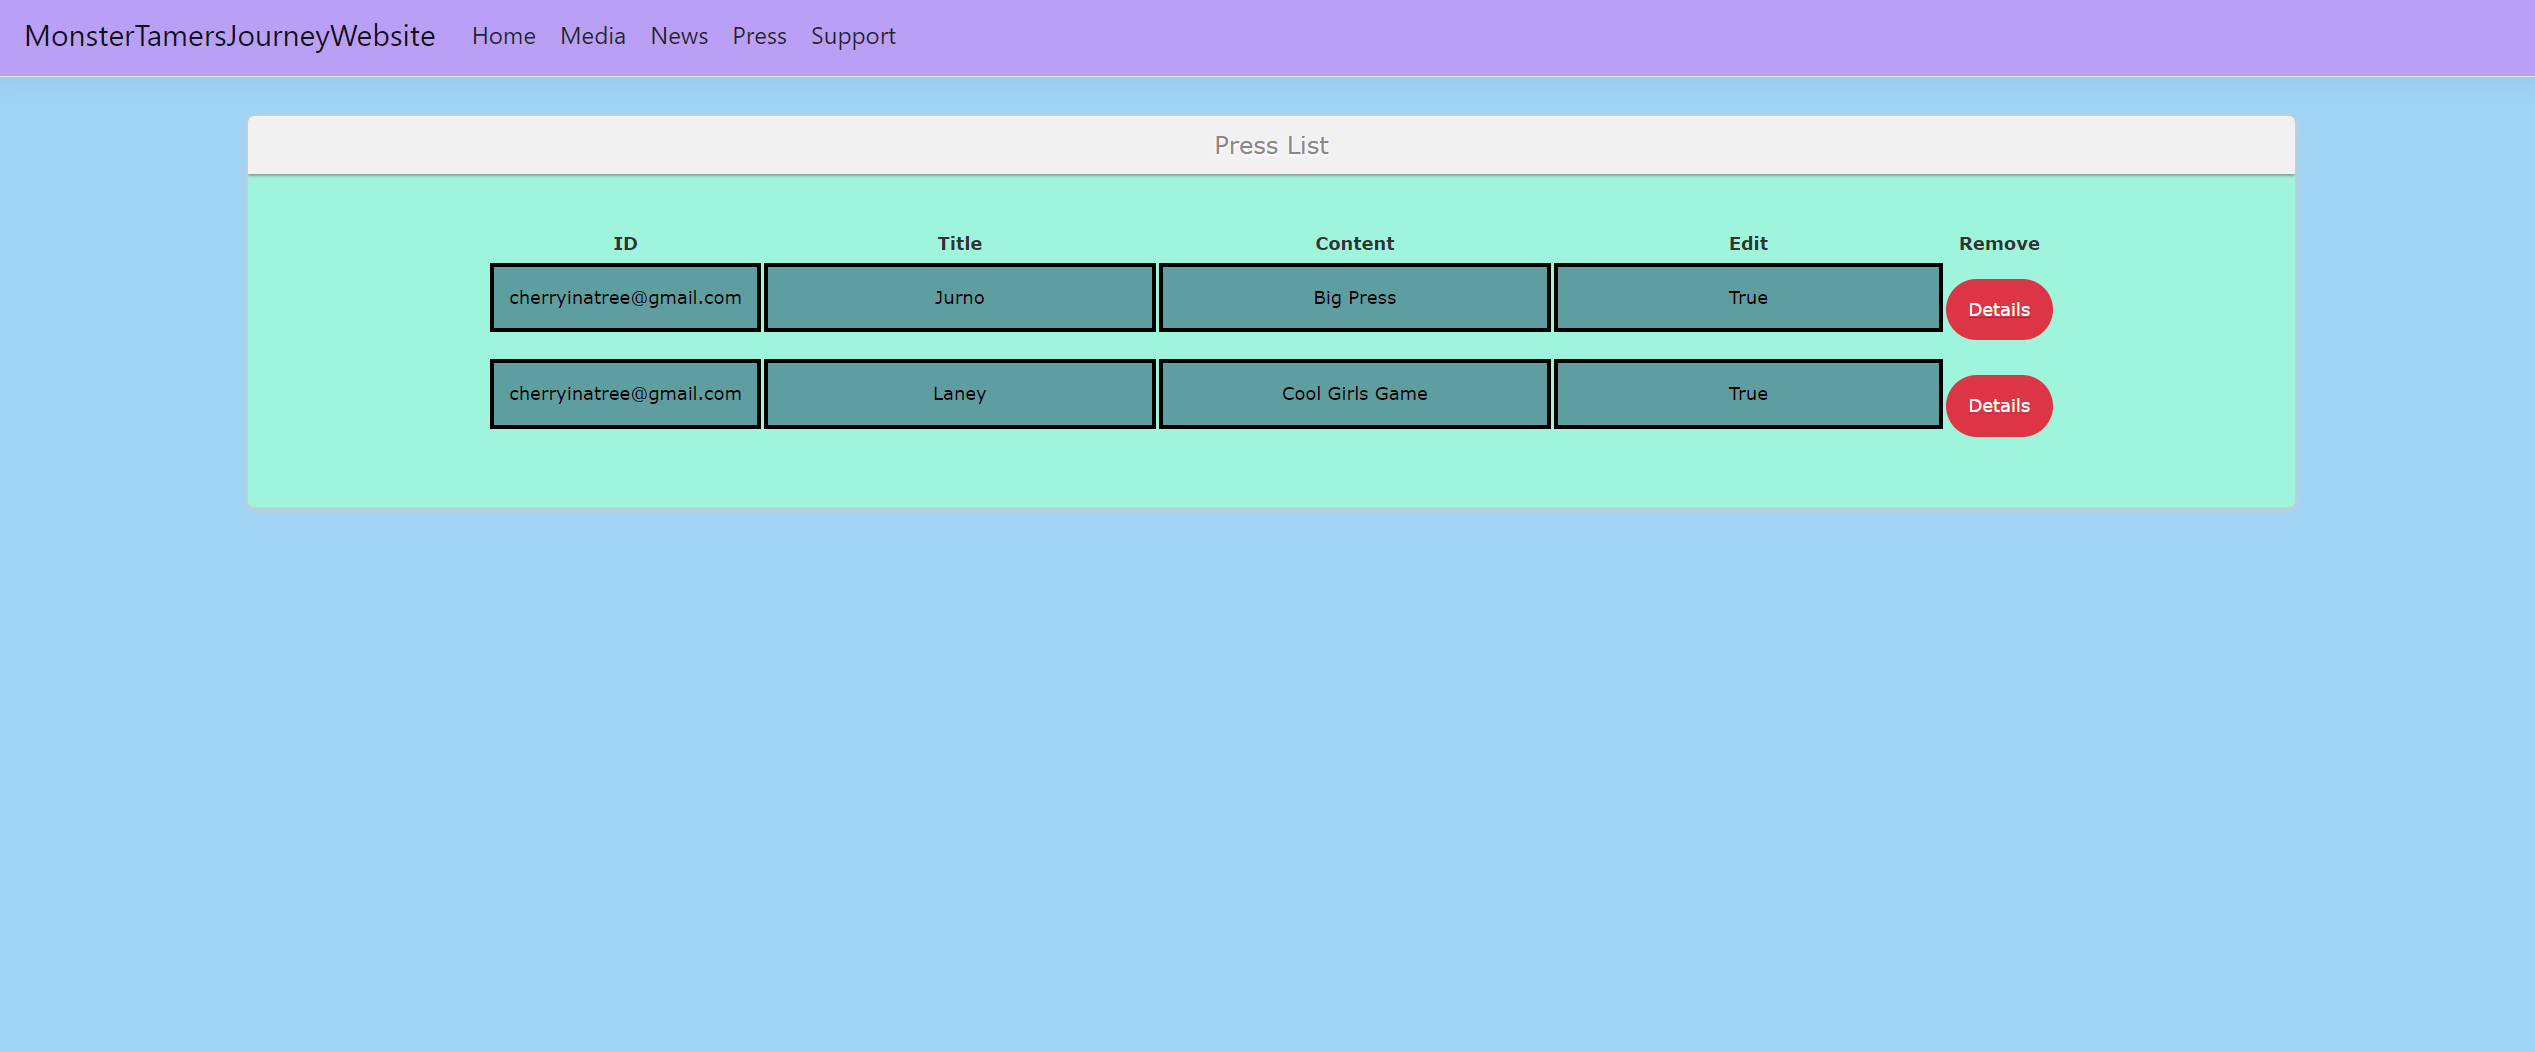 MonsterTamersJourneyWebsite Home Media News Press Support
Press List
ID Title Content Edit Remove
cherryinatree@gmail.com Jurno Big Press True Details
cherryinatree@gmail.com Laney Cool Girls Game True Details